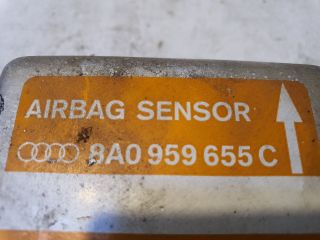 AIRBAG SENSOR
8A0 959 655 C